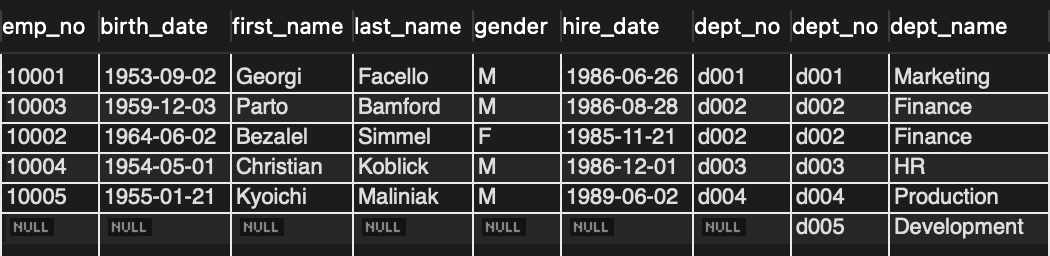 emp_no birth_date first_name last_name gender hire_date dept_no dept_no dept_name
10001 1953-09-02 Georgi Facello M 1986-06-26 d001 d001 Marketing
10003 1959-12-03 Parto Bamford M 1986-08-28 d002 d002 Finance
10002 1964-06-02 Bezalel Simmel F 1985-11-21 d002 d002 Finance
10004 1954-05-01 Christian Koblick M 1986-12-01 d003 d003 HR
10005 1955-01-21 Kyoichi Maliniak M 1989-06-02 d004 d004 Production
NULL NULL NULL NULL NULL NULL NULL d005 Development